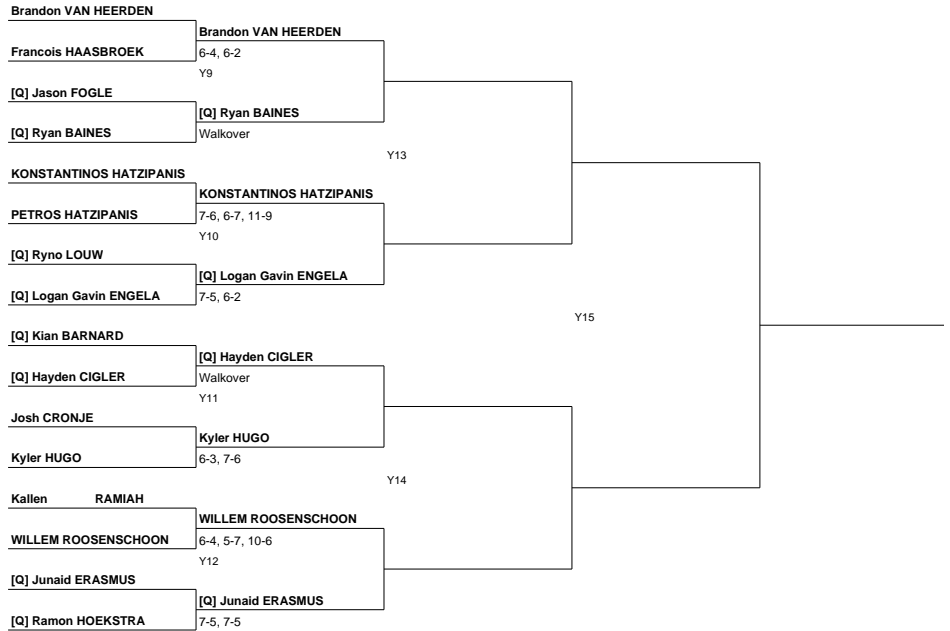 Brandon VAN HEERDEN
Brandon VAN HEERDEN
Francois HAASBROEK
6-4, 6-2
Y9
[Q] Jason FOGLE
[Q] Ryan BAINES
[Q] Ryan BAINES
Walkover
Y13
KONSTANTINOS HATZIPANIS
KONSTANTINOS HATZIPANIS
PETROS HATZIPANIS
7-6, 6-7, 11-9
Y10
[Q] Ryno LOUW
[Q] Logan Gavin ENGELA
[Q] Logan Gavin ENGELA
7-5, 6-2
Y15
[Q] Kian BARNARD
[Q] Hayden CIGLER
[Q] Hayden CIGLER
Walkover
Y11
Josh CRONJE
Kyler HUGO
Kyler HUGO
6-3, 7-6
Y14
Kallen RAMIAH
WILLEM ROOSENSCHOON
WILLEM ROOSENSCHOON
6-4, 5-7, 10-6
Y12
[Q] Junaid ERASMUS
[Q] Junaid ERASMUS
[Q] Ramon HOEKSTRA
7-5, 7-5